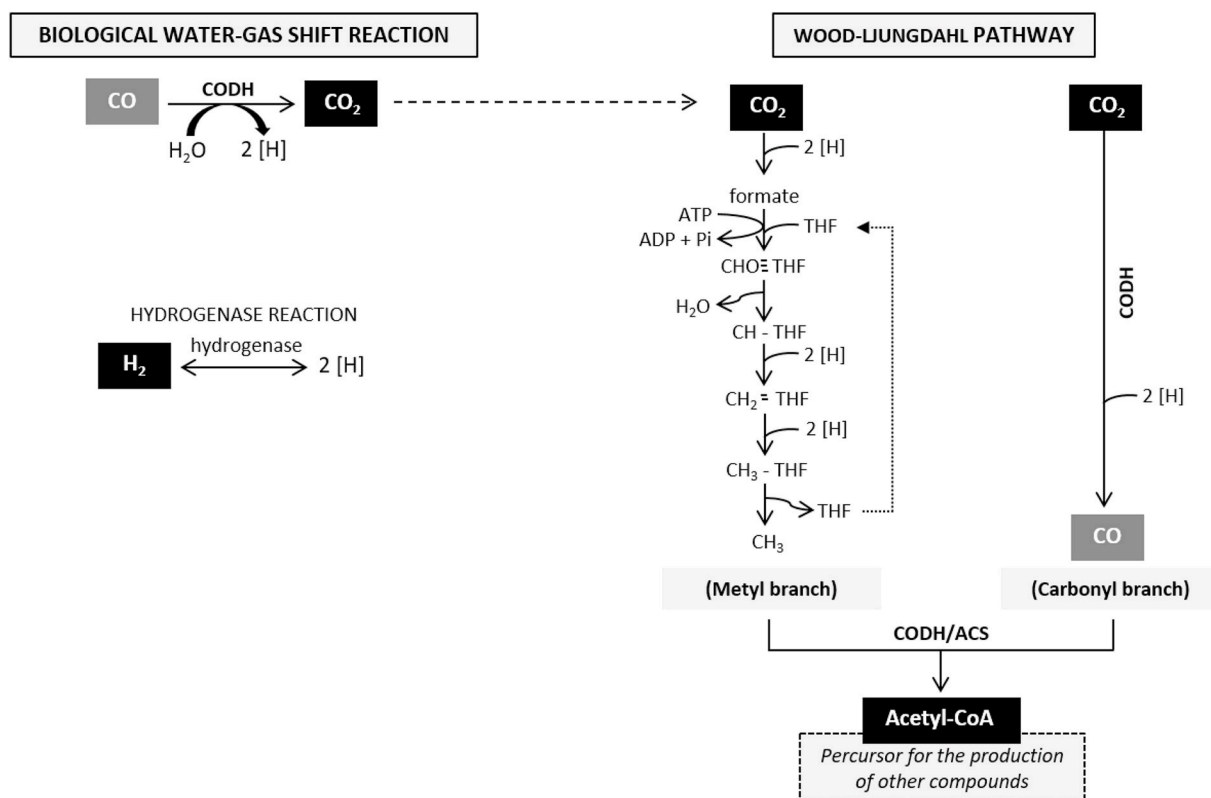 BIOLOGICAL WATER-GAS SHIFT REACTION
CO
CODH
CO₂
H₂O
2 [H]
HYDROGENASE REACTION
hydrogenase
H₂
2 [H]
WOOD-LJUNGDAHL PATHWAY
CO₂
2 [H]
formate
ATP
THF
ADP + Pi
CHO≡THF
H₂O
CH - THF
2 [H]
CH₂= THF
2 [H]
CH₃ - THF
THF
CH₃
(Metyl branch)
CO₂
CODH
2 [H]
CO
(Carbonyl branch)
CODH/ACS
Acetyl-CoA
Percursor for the production
of other compounds